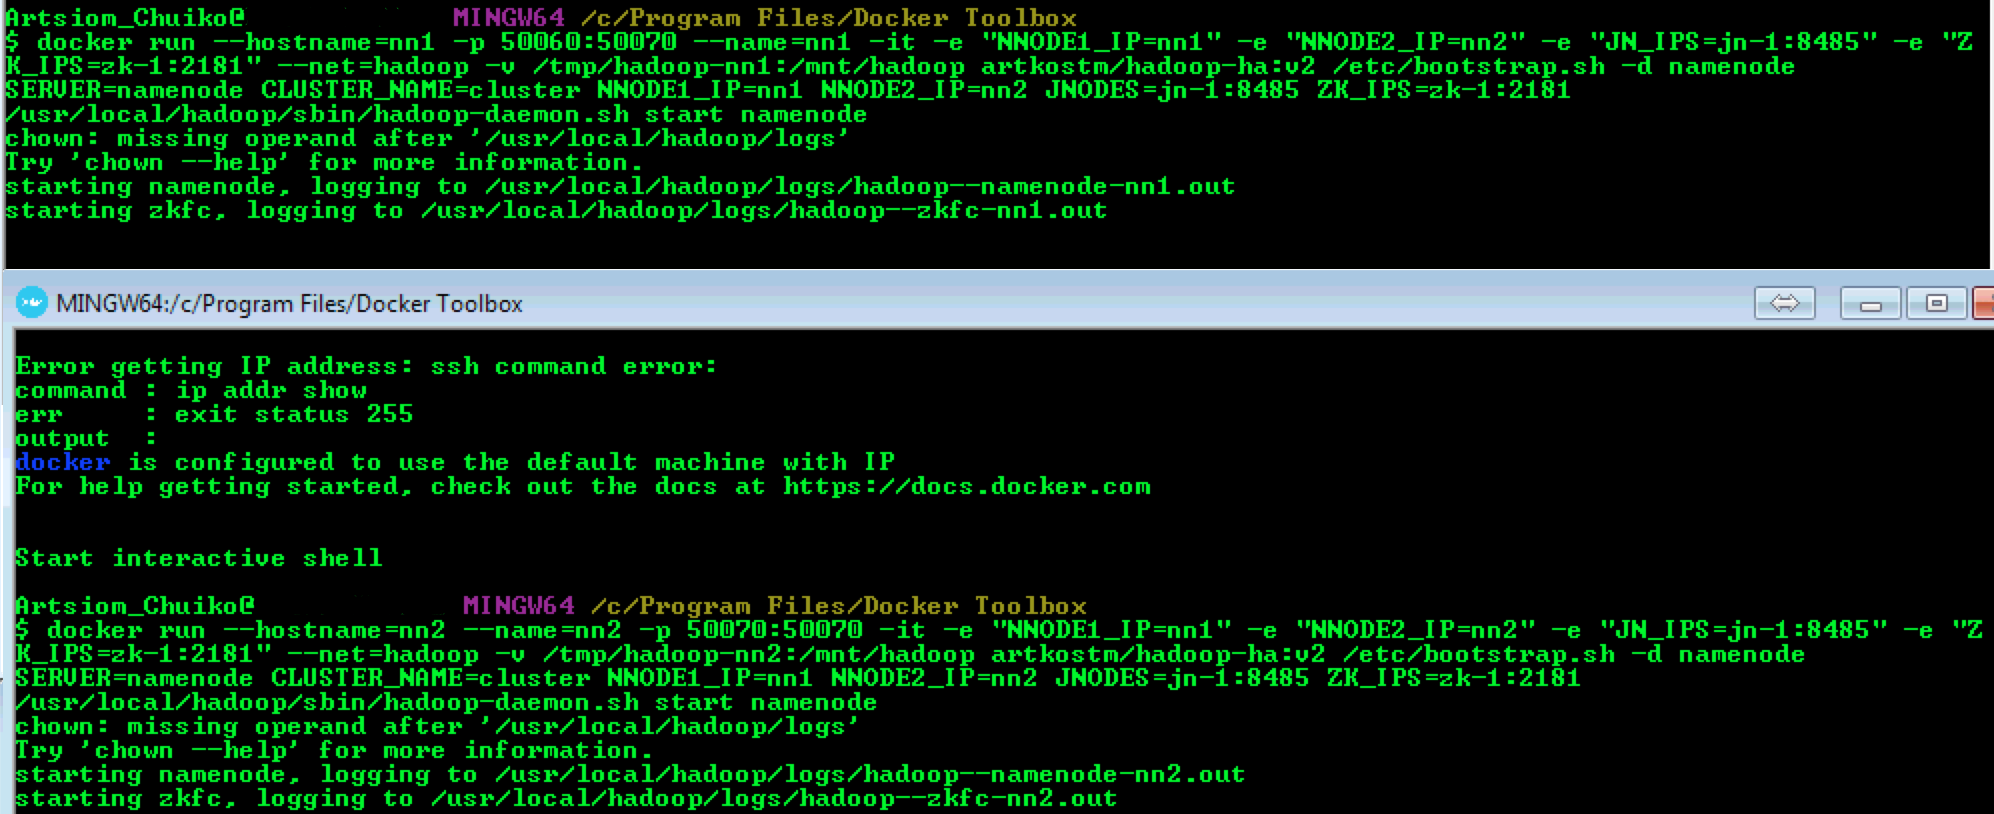 Artsiom_Chuiko@ MINGW64 /c/Program Files/Docker Toolbox
$ docker run --hostname=nn1 -p 50060:50070 --name=nn1 -it -e "NNODE1_IP=nn1" -e "NNODE2_IP=nn2" -e "JN_IPS=jn-1:8485" -e "Z
K_IPS=zk-1:2181" --net=hadoop -v /tmp/hadoop-nn1:/mnt/hadoop artkostm/hadoop-ha:v2 /etc/bootstrap.sh -d namenode
SERVER=namenode CLUSTER_NAME=cluster NNODE1_IP=nn1 NNODE2_IP=nn2 JNODES=jn-1:8485 ZK_IPS=zk-1:2181
/usr/local/hadoop/sbin/hadoop-daemon.sh start namenode
chown: missing operand after '/usr/local/hadoop/logs'
Try 'chown --help' for more information.
starting namenode, logging to /usr/local/hadoop/logs/hadoop--namenode-nn1.out
starting zkfc, logging to /usr/local/hadoop/logs/hadoop--zkfc-nn1.out
MINGW64:/c/Program Files/Docker Toolbox
Error getting IP address: ssh command error:
command : ip addr show
err     : exit status 255
output  :
docker is configured to use the default machine with IP
For help getting started, check out the docs at https://docs.docker.com
Start interactive shell
Artsiom_Chuiko@ MINGW64 /c/Program Files/Docker Toolbox
$ docker run --hostname=nn2 --name=nn2 -p 50070:50070 -it -e "NNODE1_IP=nn1" -e "NNODE2_IP=nn2" -e "JN_IPS=jn-1:8485" -e "Z
K_IPS=zk-1:2181" --net=hadoop -v /tmp/hadoop-nn2:/mnt/hadoop artkostm/hadoop-ha:v2 /etc/bootstrap.sh -d namenode
SERVER=namenode CLUSTER_NAME=cluster NNODE1_IP=nn1 NNODE2_IP=nn2 JNODES=jn-1:8485 ZK_IPS=zk-1:2181
/usr/local/hadoop/sbin/hadoop-daemon.sh start namenode
chown: missing operand after '/usr/local/hadoop/logs'
Try 'chown --help' for more information.
starting namenode, logging to /usr/local/hadoop/logs/hadoop--namenode-nn2.out
starting zkfc, logging to /usr/local/hadoop/logs/hadoop--zkfc-nn2.out